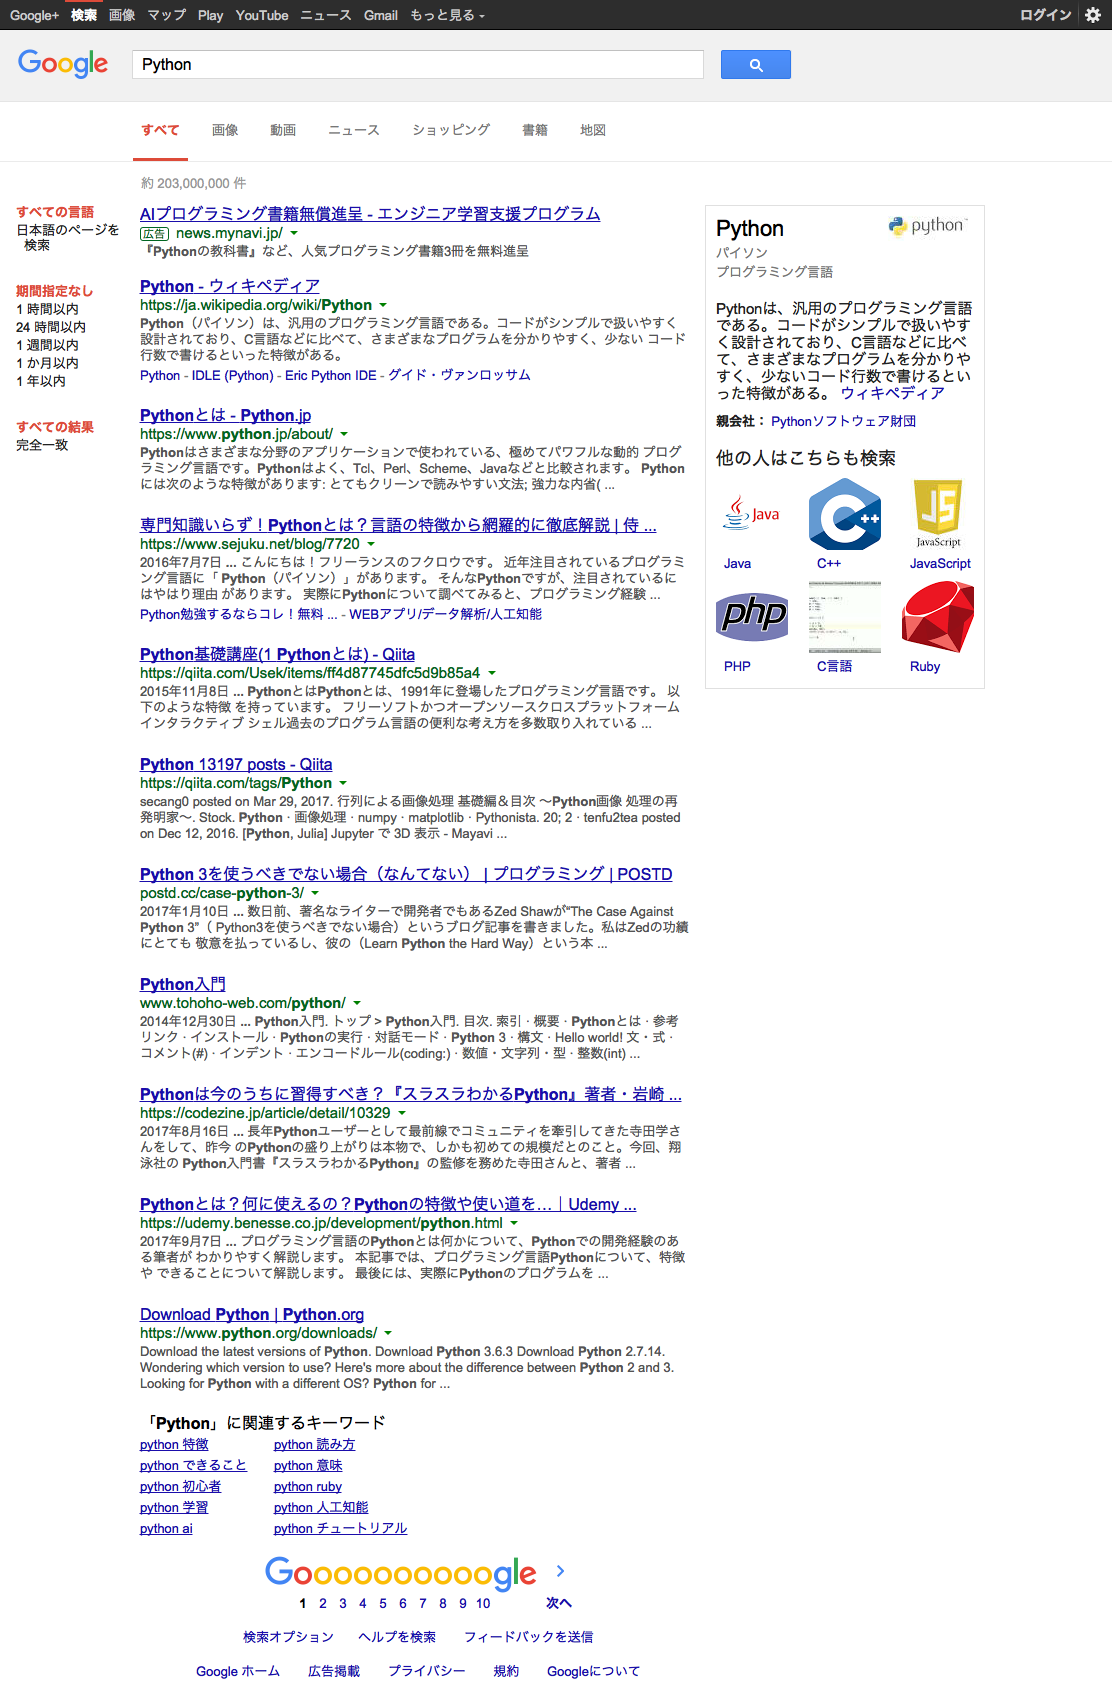 Google+ 検索 画像 マップ Play YouTube ニュース Gmail もっと見る ログイン
Google Python
すべて 画像 動画 ニュース ショッピング 書籍 地図
約 203,000,000 件
すべての言語
日本語のページを
検索
期間指定なし
1 時間以内
24 時間以内
1 週間以内
1 か月以内
1 年以内
すべての結果
完全一致
AIプログラミング書籍無償進呈 - エンジニア学習支援プログラム
広告 news.mynavi.jp/
『Pythonの教科書』など、人気プログラミング書籍3冊を無料進呈
Python - ウィキペディア
https://ja.wikipedia.org/wiki/Python
Python（パイソン）は、汎用のプログラミング言語である。コードがシンプルで扱いやすく
設計されており、C言語などに比べて、さまざまなプログラムを分かりやすく、少ない コード
行数で書けるといった特徴がある。
Python - IDLE (Python) - Eric Python IDE - グイド・ヴァンロッサム
Pythonとは - Python.jp
https://www.python.jp/about/
Pythonはさまざまな分野のアプリケーションで使われている、極めてパワフルな動的 プログ
ラミング言語です。Pythonはよく、Tcl、Perl、Scheme、Javaなどと比較されます。 Python
には次のような特徴があります: とてもクリーンで読みやすい文法; 強力な内省( ...
専門知識いらず！Pythonとは？言語の特徴から網羅的に徹底解説 | 侍 ...
https://www.sejuku.net/blog/7720
2016年7月7日 ... こんにちは！フリーランスのフクロウです。 近年注目されているプログラミ
ング言語に「 Python（パイソン）」があります。 そんなPythonですが、注目されているに
はやはり理由 があります。 実際にPythonについて調べてみると、プログラミング経験 ...
Python勉強するならコレ！無料 ... - WEBアプリ/データ解析/人工知能
Python基礎講座(1 Pythonとは) - Qiita
https://qiita.com/Usek/items/ff4d87745dfc5d9b85a4
2015年11月8日 ... PythonとはPythonとは、1991年に登場したプログラミング言語です。 以
下のような特徴 を持っています。 フリーソフトかつオープンソースクロスプラットフォーム
インタラクティブ シェル過去のプログラム言語の便利な考え方を多数取り入れている ...
Python 13197 posts - Qiita
https://qiita.com/tags/Python
secang0 posted on Mar 29, 2017. 行列による画像処理 基礎編＆目次 〜Python画像 処理の再
発明家〜. Stock. Python · 画像処理 · numpy · matplotlib · Pythonista. 20; 2 · tenfu2tea posted
on Dec 12, 2016. [Python, Julia] Jupyter で 3D 表示 - Mayavi ...
Python 3を使うべきでない場合（なんてない） | プログラミング | POSTD
postd.cc/case-python-3/
2017年1月10日 ... 数日前、著名なライターで開発者でもあるZed Shawが“The Case Against
Python 3”（ Python3を使うべきでない場合）というブログ記事を書きました。私はZedの功績
にとても 敬意を払っているし、彼の（Learn Python the Hard Way）という本 ...
Python入門
www.tohoho-web.com/python/
2014年12月30日 ... Python入門. トップ > Python入門. 目次. 索引 · 概要 · Pythonとは · 参考
リンク · インストール · Pythonの実行 · 対話モード · Python 3 · 構文 · Hello world! 文・式 ·
コメント(#) · インデント · エンコードルール(coding:) · 数値・文字列・型 · 整数(int) ...
Pythonは今のうちに習得すべき？『スラスラわかるPython』著者・岩崎 ...
https://codezine.jp/article/detail/10329
2017年8月16日 ... 長年Pythonユーザーとして最前線でコミュニティを牽引してきた寺田学さ
んをして、昨今 のPythonの盛り上がりは本物で、しかも初めての規模だとのこと。今回、翔
泳社の Python入門書『スラスラわかるPython』の監修を務めた寺田さんと、著者 ...
Pythonとは？何に使えるの？Pythonの特徴や使い道を…｜Udemy ...
https://udemy.benesse.co.jp/development/python.html
2017年9月7日 ... プログラミング言語のPythonとは何かについて、Pythonでの開発経験のあ
る筆者が わかりやすく解説します。 本記事では、プログラミング言語Pythonについて、特徴
や できることについて解説します。 最後には、実際にPythonのプログラムを ...
Download Python | Python.org
https://www.python.org/downloads/
Download the latest versions of Python. Download Python 3.6.3 Download Python 2.7.14.
Wondering which version to use? Here's more about the difference between Python 2 and 3.
Looking for Python with a different OS? Python for ...
「Python」に関連するキーワード
python 特徴 python 読み方
python できること python 意味
python 初心者 python ruby
python 学習 python 人工知能
python ai python チュートリアル
Python python
パイソン
プログラミング言語
Pythonは、汎用のプログラミング言語
である。コードがシンプルで扱いやす
く設計されており、C言語などに比べ
て、さまざまなプログラムを分かりや
すく、少ないコード行数で書けるとい
った特徴がある。 ウィキペディア
親会社： Pythonソフトウェア財団
他の人はこちらも検索
Java C++ JS JavaScript
Java C++ JavaScript
php
PHP C言語 Ruby
Goooooooooogle
1 2 3 4 5 6 7 8 9 10 次へ
検索オプション ヘルプを検索 フィードバックを送信
Google ホーム 広告掲載 プライバシー 規約 Googleについて